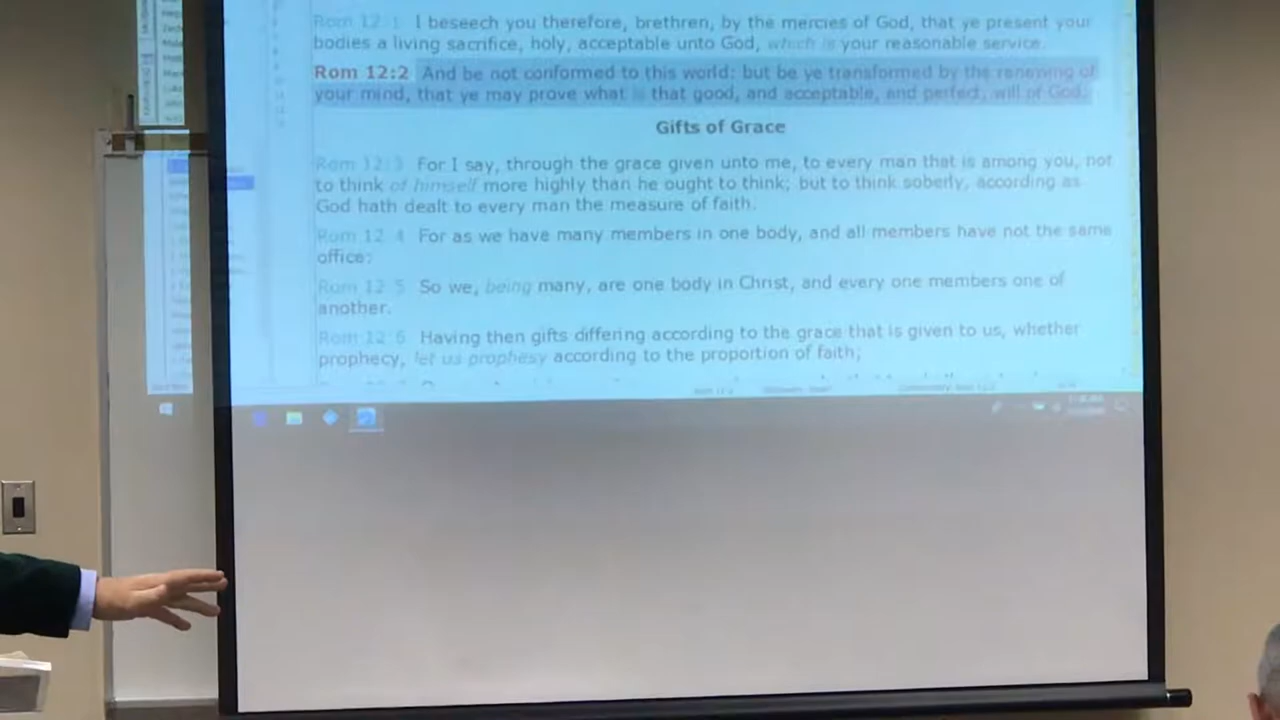 Rom 12:1 I beseech you therefore, brethren, by the mercies of God, that ye present your
bodies a living sacrifice, holy, acceptable unto God, which is your reasonable service.
Rom 12:2 And be not conformed to this world: but be ye transformed by the renewing of
your mind, that ye may prove what is that good, and acceptable, and perfect, will of God.
Gifts of Grace
Rom 12:3 For I say, through the grace given unto me, to every man that is among you, not
to think of himself more highly than he ought to think; but to think soberly, according as
God hath dealt to every man the measure of faith.
Rom 12:4 For as we have many members in one body, and all members have not the same
office:
Rom 12:5 So we, being many, are one body in Christ, and every one members one of
another.
Rom 12:6 Having then gifts differing according to the grace that is given to us, whether
prophecy, let us prophesy according to the proportion of faith;